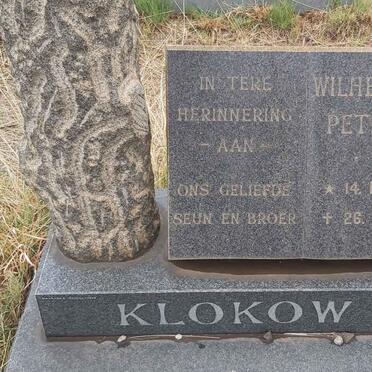 IN TERE
HERINNERING
– AAN –
ONS GELIEFDE
SEUN EN BROER
WILHE
PET
★ 14.
✝ 26.
KLOKOW